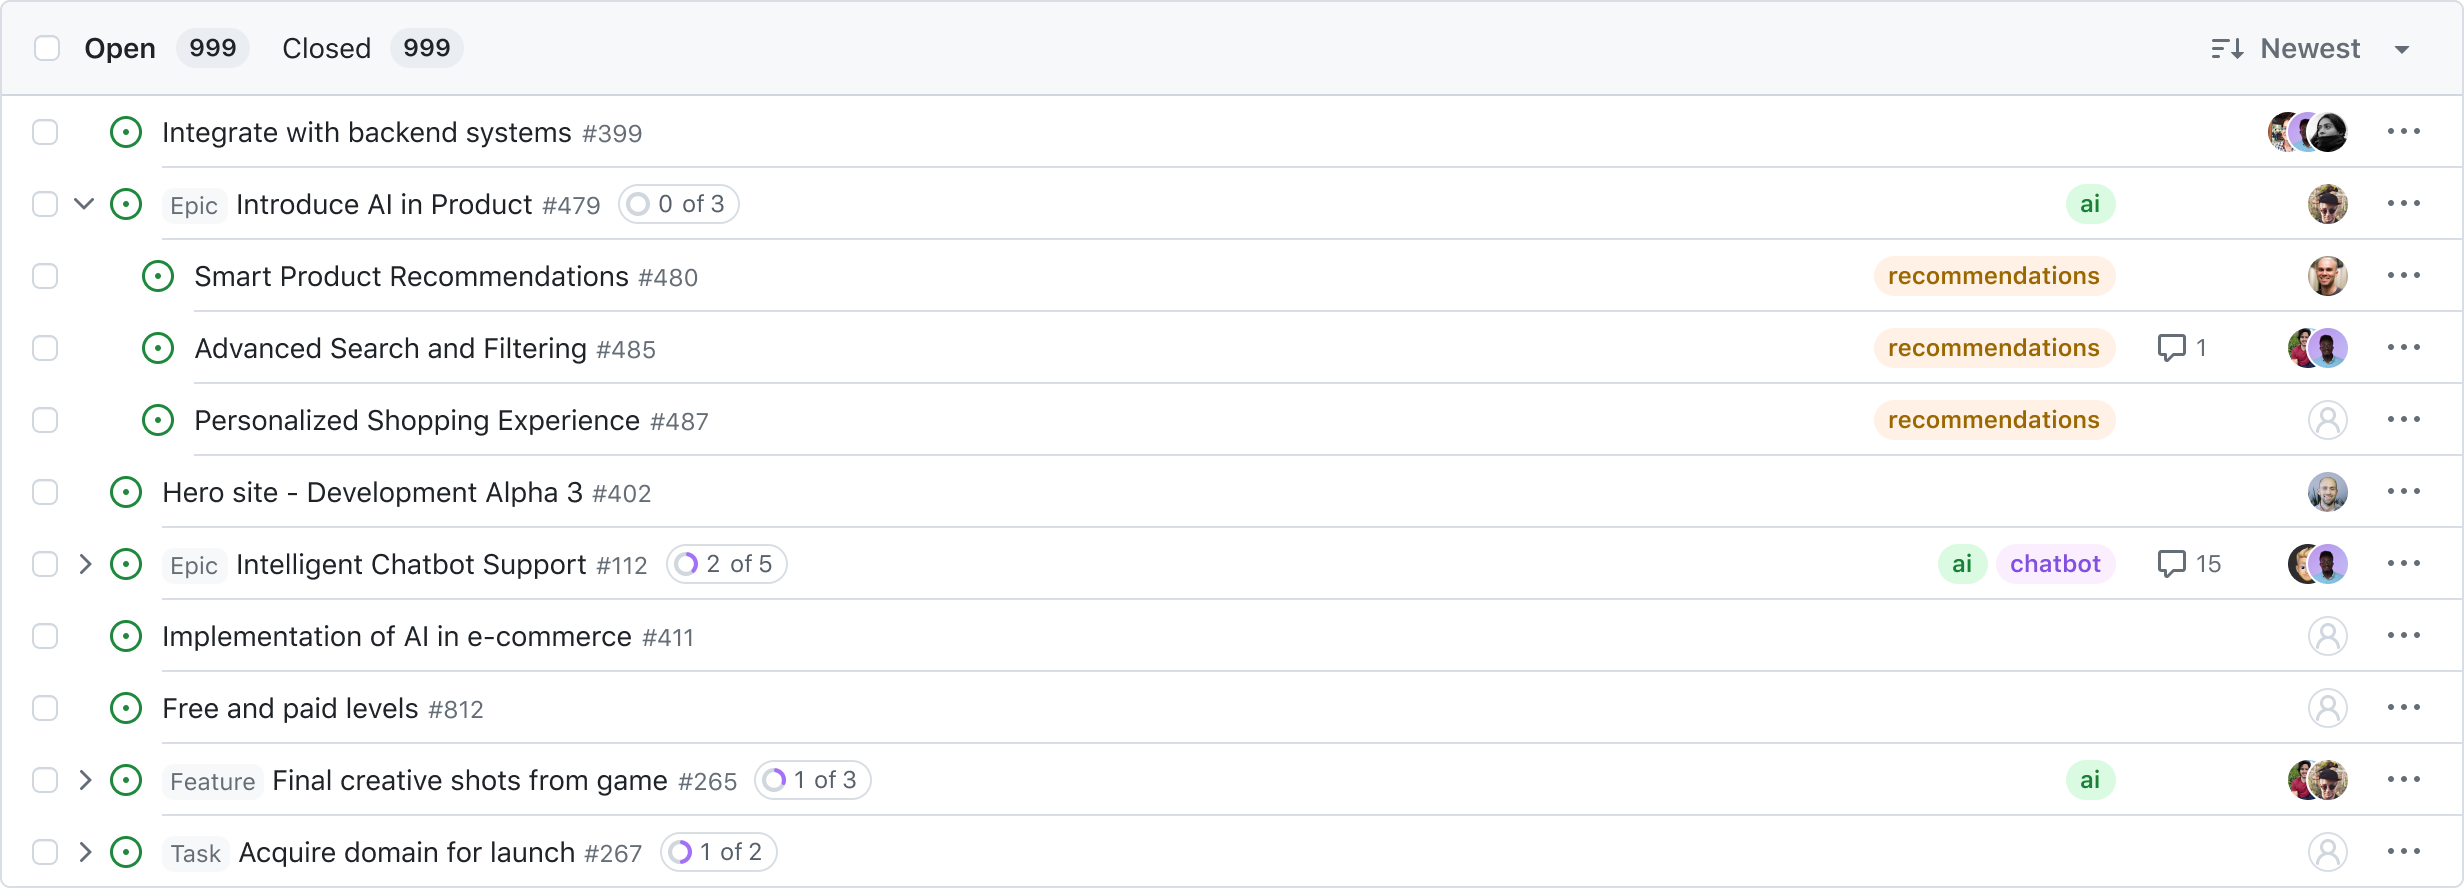 Open 999 Closed 999 Newest
Integrate with backend systems #399
Epic Introduce AI in Product #479 0 of 3 ai
Smart Product Recommendations #480 recommendations
Advanced Search and Filtering #485 recommendations 1
Personalized Shopping Experience #487 recommendations
Hero site - Development Alpha 3 #402
Epic Intelligent Chatbot Support #112 2 of 5 ai chatbot 15
Implementation of AI in e-commerce #411
Free and paid levels #812
Feature Final creative shots from game #265 1 of 3 ai
Task Acquire domain for launch #267 1 of 2